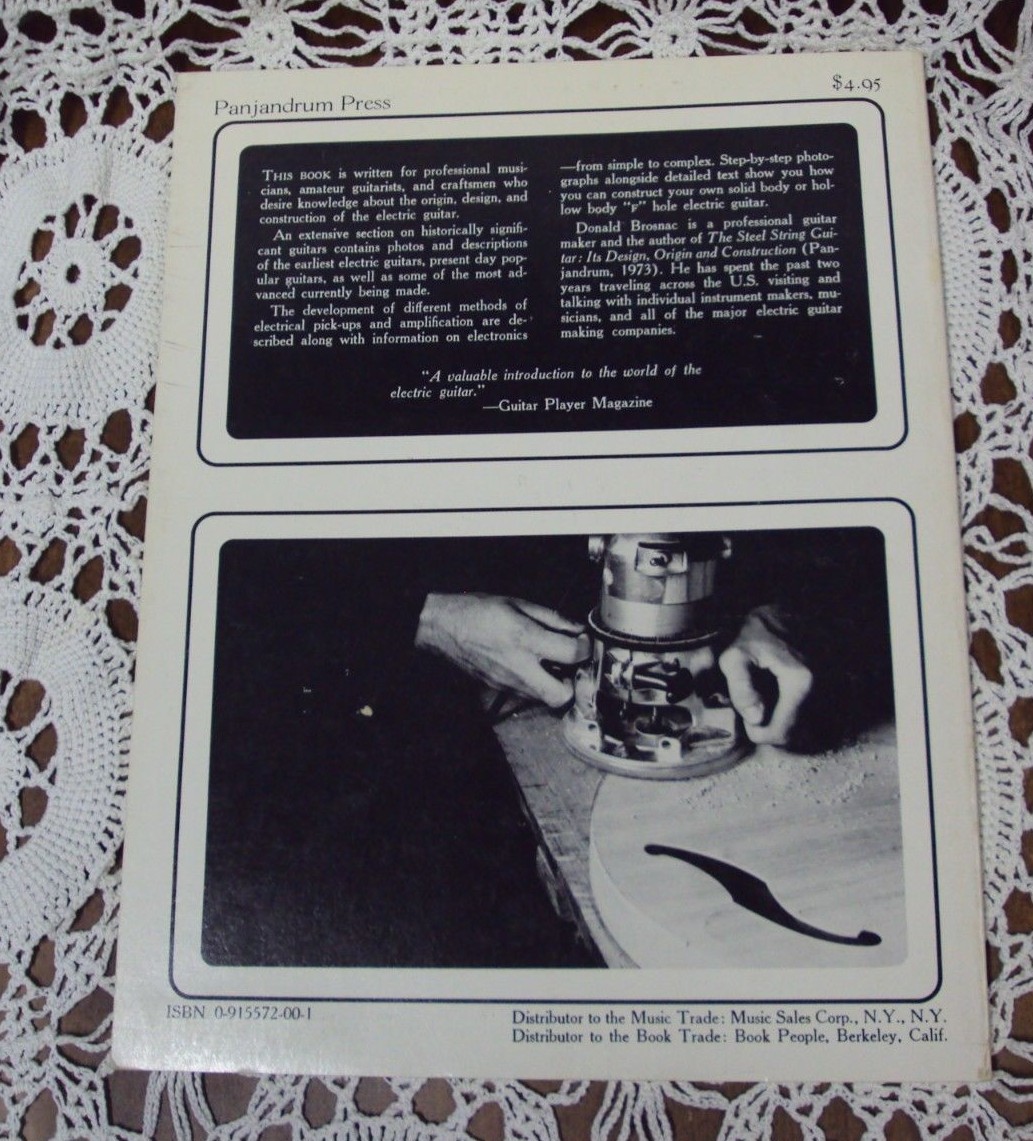 Panjandrum Press
$4.95
THIS BOOK is written for professional musi-
cians, amateur guitarists, and craftsmen who
desire knowledge about the origin, design, and
construction of the electric guitar.
An extensive section on historically signifi-
cant guitars contains photos and descriptions
of the earliest electric guitars, present day pop-
ular guitars, as well as some of the most ad-
vanced currently being made.
The development of different methods of
electrical pick-ups and amplification are de-
scribed along with information on electronics
—from simple to complex. Step-by-step photo-
graphs alongside detailed text show you how
you can construct your own solid body or hol-
low body "F" hole electric guitar.
Donald Brosnac is a professional guitar
maker and the author of The Steel String Gui-
tar: Its Design, Origin and Construction (Pan-
jandrum, 1973). He has spent the past two
years traveling across the U.S. visiting and
talking with individual instrument makers, mu-
sicians, and all of the major electric guitar
making companies.
"A valuable introduction to the world of the
electric guitar."
—Guitar Player Magazine
ISBN 0-915572-00-1
Distributor to the Music Trade: Music Sales Corp., N.Y., N.Y.
Distributor to the Book Trade: Book People, Berkeley, Calif.